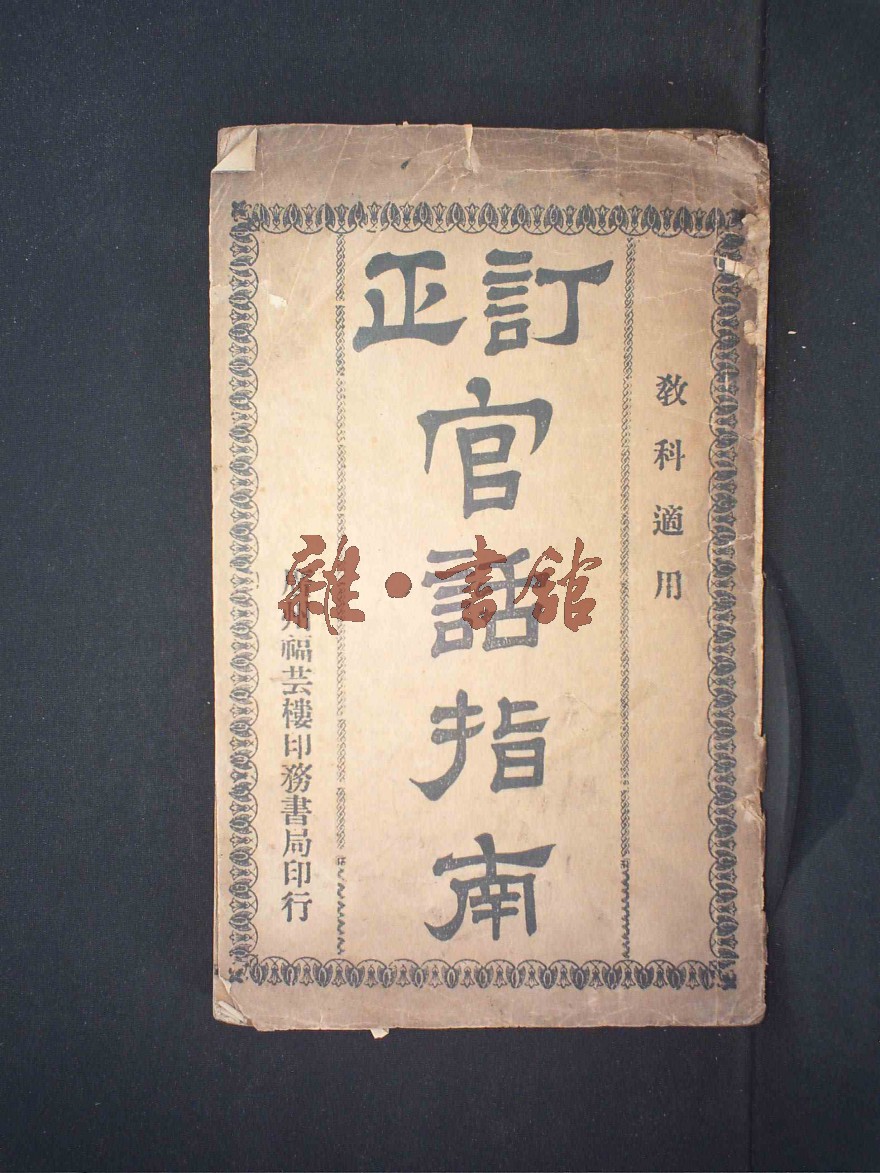 教科適用
訂正
官話指南
福芸樓印務書局印行
雜·書館